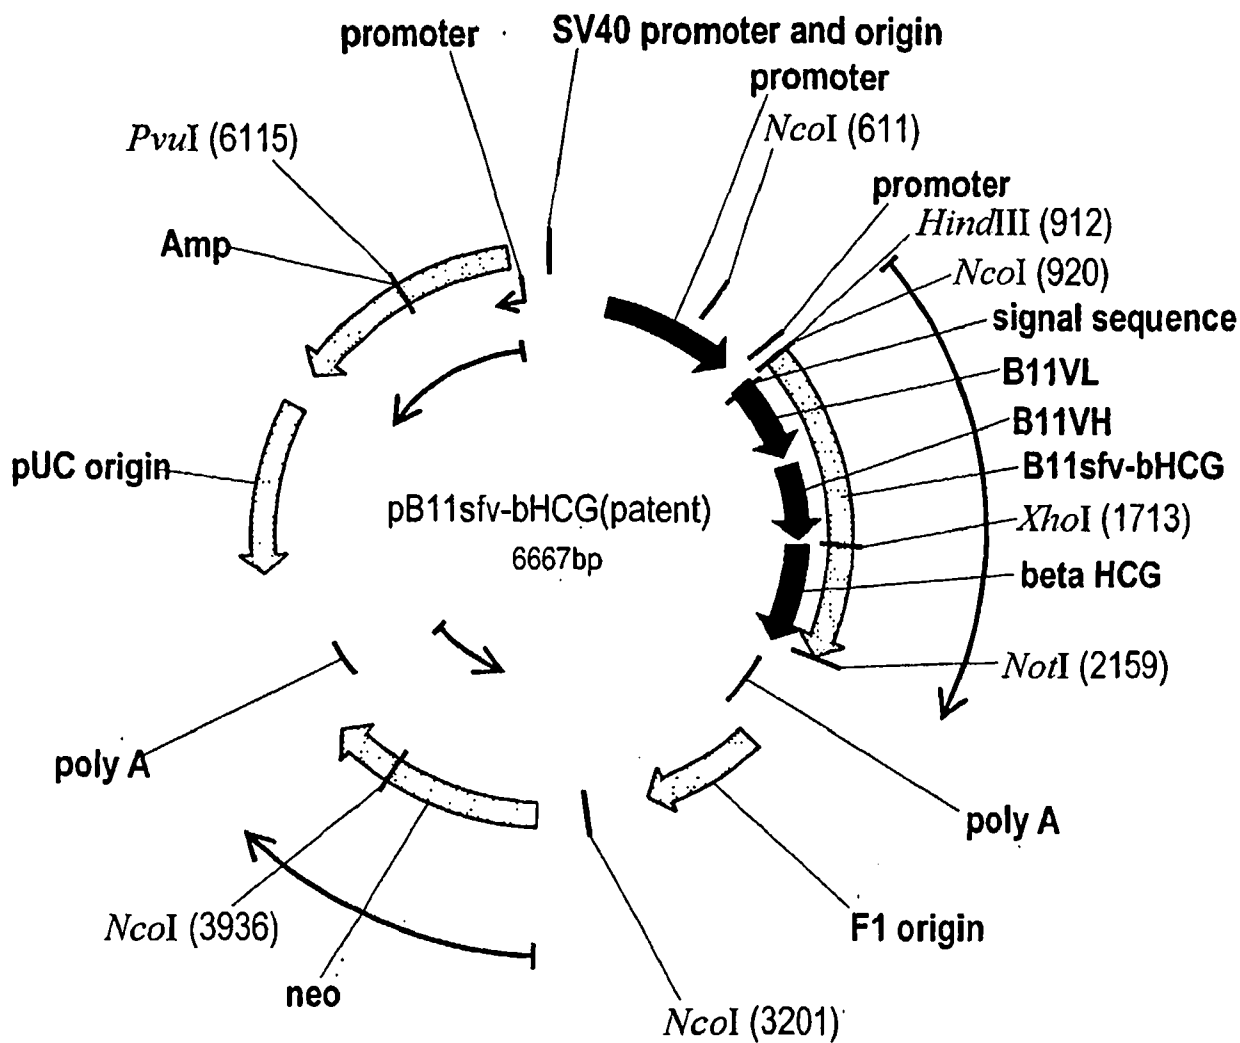 promoter
SV40 promoter and origin
promoter
NcoI (611)
PvuI (6115)
promoter
HindIII (912)
Amp
NcoI (920)
signal sequence
B11VL
B11VH
B11sfv-bHCG
pUC origin
pB11sfv-bHCG(patent)
6667bp
XhoI (1713)
beta HCG
NotI (2159)
poly A
poly A
F1 origin
NcoI (3936)
neo
NcoI (3201)